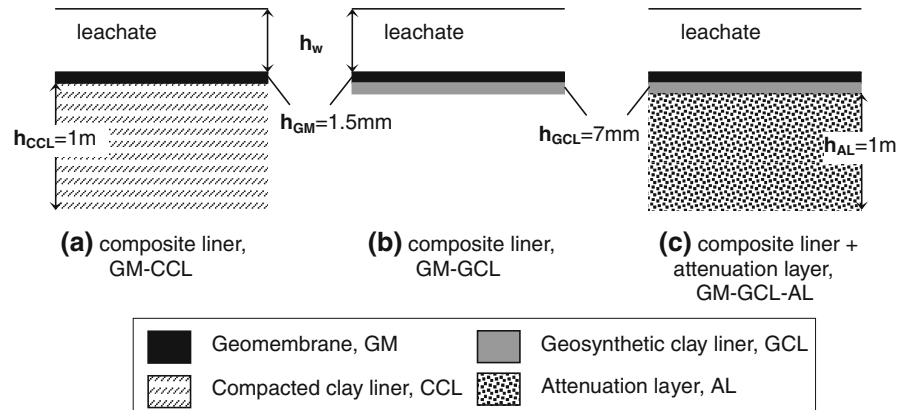 leachate
h_w
leachate
leachate
h_CCL=1m
h_GM=1.5mm
h_GCL=7mm
h_AL=1m
(a) composite liner,
GM-CCL
(b) composite liner,
GM-GCL
(c) composite liner +
attenuation layer,
GM-GCL-AL
Geomembrane, GM
Geosynthetic clay liner, GCL
Compacted clay liner, CCL
Attenuation layer, AL